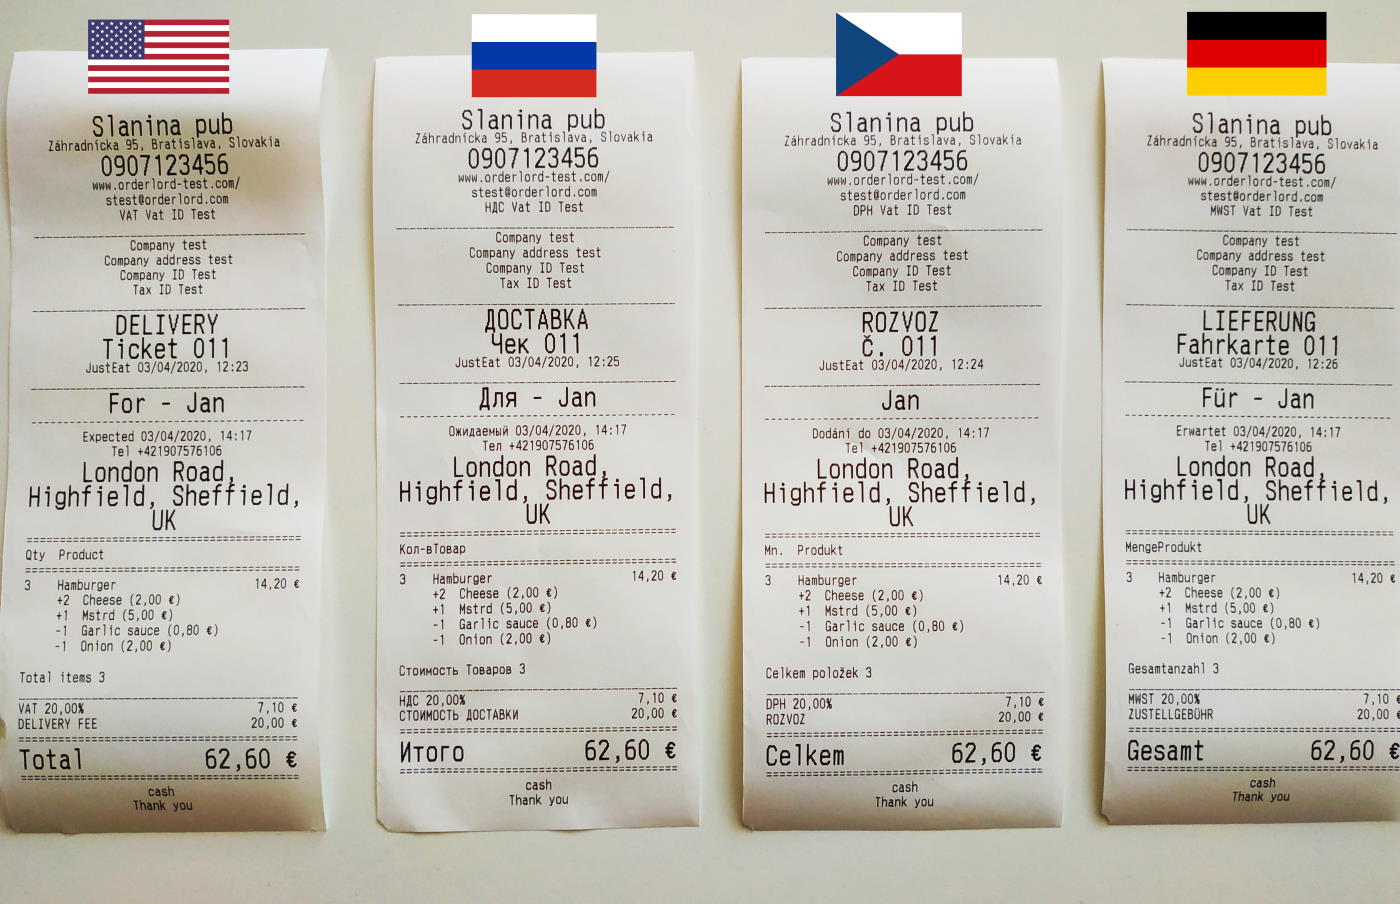 Slanina pub
Záhradnícka 95, Bratislava, Slovakia
0907123456
www.orderlord-test.com/
stest@orderlord.com
VAT Vat ID Test
Company test
Company address test
Company ID Test
Tax ID Test
DELIVERY
Ticket 011
JustEat 03/04/2020, 12:23
For - Jan
Expected 03/04/2020, 14:17
Tel +421907576106
London Road,
Highfield, Sheffield,
UK
Qty Product
3 Hamburger 14,20 €
+2 Cheese (2,00 €)
+1 Mstrd (5,00 €)
-1 Garlic sauce (0,80 €)
-1 Onion (2,00 €)
Total items 3
VAT 20,00% 7,10 €
DELIVERY FEE 20,00 €
Total 62,60 €
cash
Thank you
Slanina pub
Záhradnícka 95, Bratislava, Slovakia
0907123456
www.orderlord-test.com/
stest@orderlord.com
НДС Vat ID Test
Company test
Company address test
Company ID Test
Tax ID Test
ДОСТАВКА
Чек 011
JustEat 03/04/2020, 12:25
Для - Jan
Ожидаемый 03/04/2020, 14:17
Тел +421907576106
London Road,
Highfield, Sheffield,
UK
Кол-вТовар
3 Hamburger 14,20 €
+2 Cheese (2,00 €)
+1 Mstrd (5,00 €)
-1 Garlic sauce (0,80 €)
-1 Onion (2,00 €)
Стоимость Товаров 3
НДС 20,00% 7,10 €
СТОИМОСТЬ ДОСТАВКИ 20,00 €
Итого 62,60 €
cash
Thank you
Slanina pub
Záhradnícka 95, Bratislava, Slovakia
0907123456
www.orderlord-test.com/
stest@orderlord.com
DPH Vat ID Test
Company test
Company address test
Company ID Test
Tax ID Test
ROZVOZ
Č. 011
JustEat 03/04/2020, 12:24
Jan
Dodání do 03/04/2020, 14:17
Tel +421907576106
London Road,
Highfield, Sheffield,
UK
Mn. Produkt
3 Hamburger 14,20 €
+2 Cheese (2,00 €)
+1 Mstrd (5,00 €)
-1 Garlic sauce (0,80 €)
-1 Onion (2,00 €)
Celkem položek 3
DPH 20,00% 7,10 €
ROZVOZ 20,00 €
Celkem 62,60 €
cash
Thank you
Slanina pub
Záhradnícka 95, Bratislava, Slovakia
0907123456
www.orderlord-test.com/
stest@orderlord.com
MWST Vat ID Test
Company test
Company address test
Company ID Test
Tax ID Test
LIEFERUNG
Fahrkarte 011
JustEat 03/04/2020, 12:26
Für - Jan
Erwartet 03/04/2020, 14:17
Tel +421907576106
London Road,
Highfield, Sheffield,
UK
MengeProdukt
3 Hamburger 14,20 €
+2 Cheese (2,00 €)
+1 Mstrd (5,00 €)
-1 Garlic sauce (0,80 €)
-1 Onion (2,00 €)
Gesamtanzahl 3
MWST 20,00% 7,10 €
ZUSTELLGEBÜHR 20,00 €
Gesamt 62,60 €
cash
Thank you